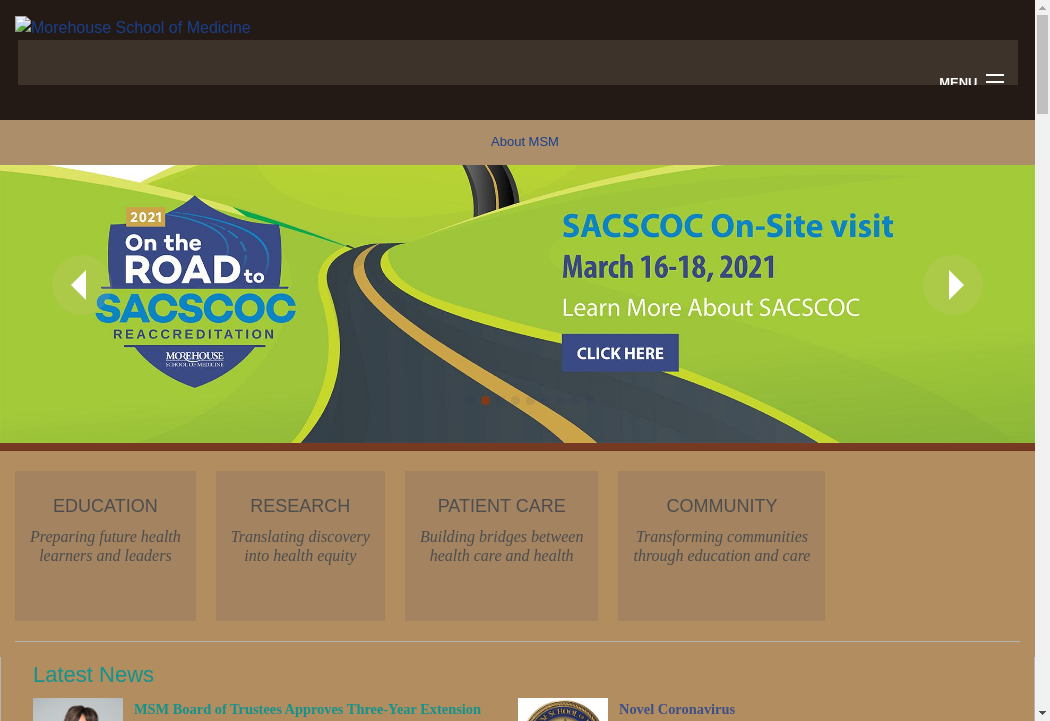 Morehouse School of Medicine
MENU
About MSM
2021
On the
ROAD to
SACSCOC
REACCREDITATION
MOREHOUSE
SCHOOL OF MEDICINE
SACSCOC On-Site visit
March 16-18, 2021
Learn More About SACSCOC
CLICK HERE
EDUCATION
Preparing future health
learners and leaders
RESEARCH
Translating discovery
into health equity
PATIENT CARE
Building bridges between
health care and health
COMMUNITY
Transforming communities
through education and care
Latest News
MSM Board of Trustees Approves Three-Year Extension
Novel Coronavirus